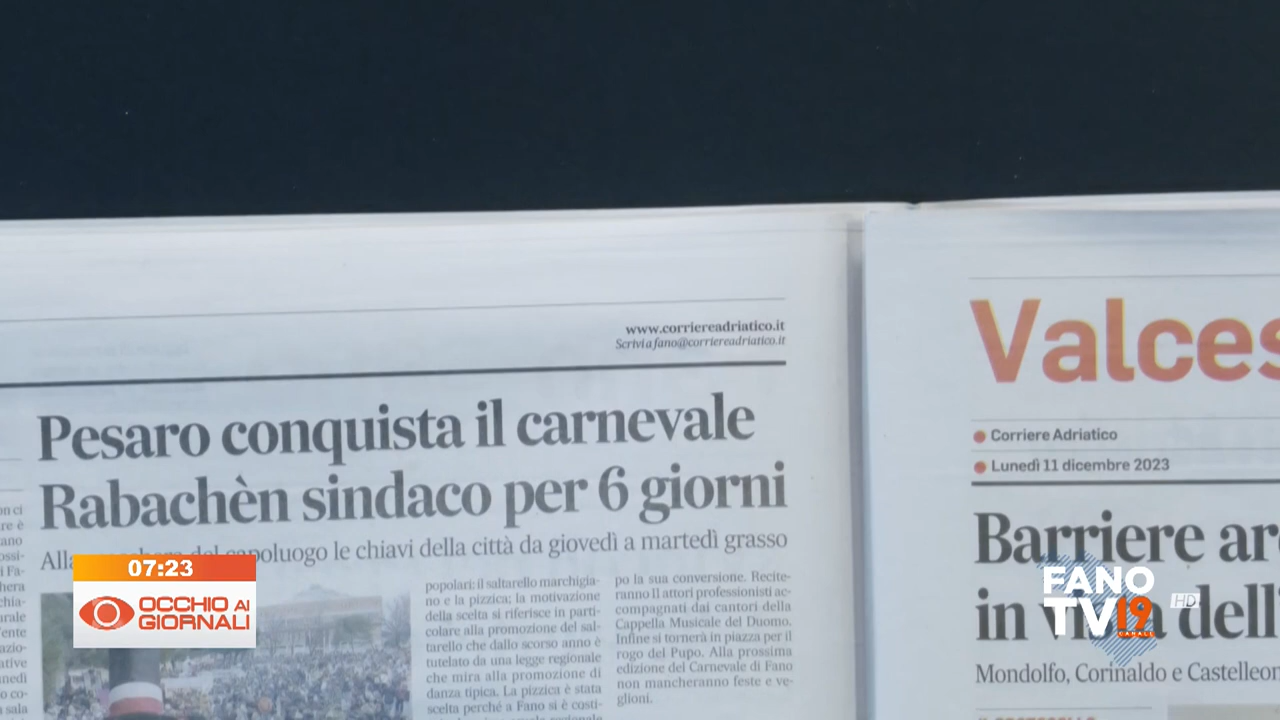 www.corriereadriatico.it
Scrivi a fano@corriereadriatico.it
Pesaro conquista il carnevale
Rabachèn sindaco per 6 giorni
Alla del capoluogo le chiavi della città da giovedì a martedì grasso
popolari: il saltarello marchigia-
no e la pizzica; la motivazione
della scelta si riferisce in parti-
colare alla promozione del sal-
tarello che dallo scorso anno è
tutelato da una legge regionale
che mira alla promozione di
danza tipica. La pizzica è stata
scelta perché a Fano si è costi-
po la sua conversione. Recite-
ranno 11 attori professionisti ac-
compagnati dai cantori della
Cappella Musicale del Duomo.
Infine si tornerà in piazza per il
rogo del Pupo. Alla prossima
edizione del Carnevale di Fano
non mancheranno feste e ve-
glioni.
Valces
Corriere Adriatico
Lunedì 11 dicembre 2023
Barriere ar
in dell'
Mondolfo, Corinaldo e Castelleon
07:23
OCCHIO AI
GIORNALI
FANO
TV19
CANALE
HD